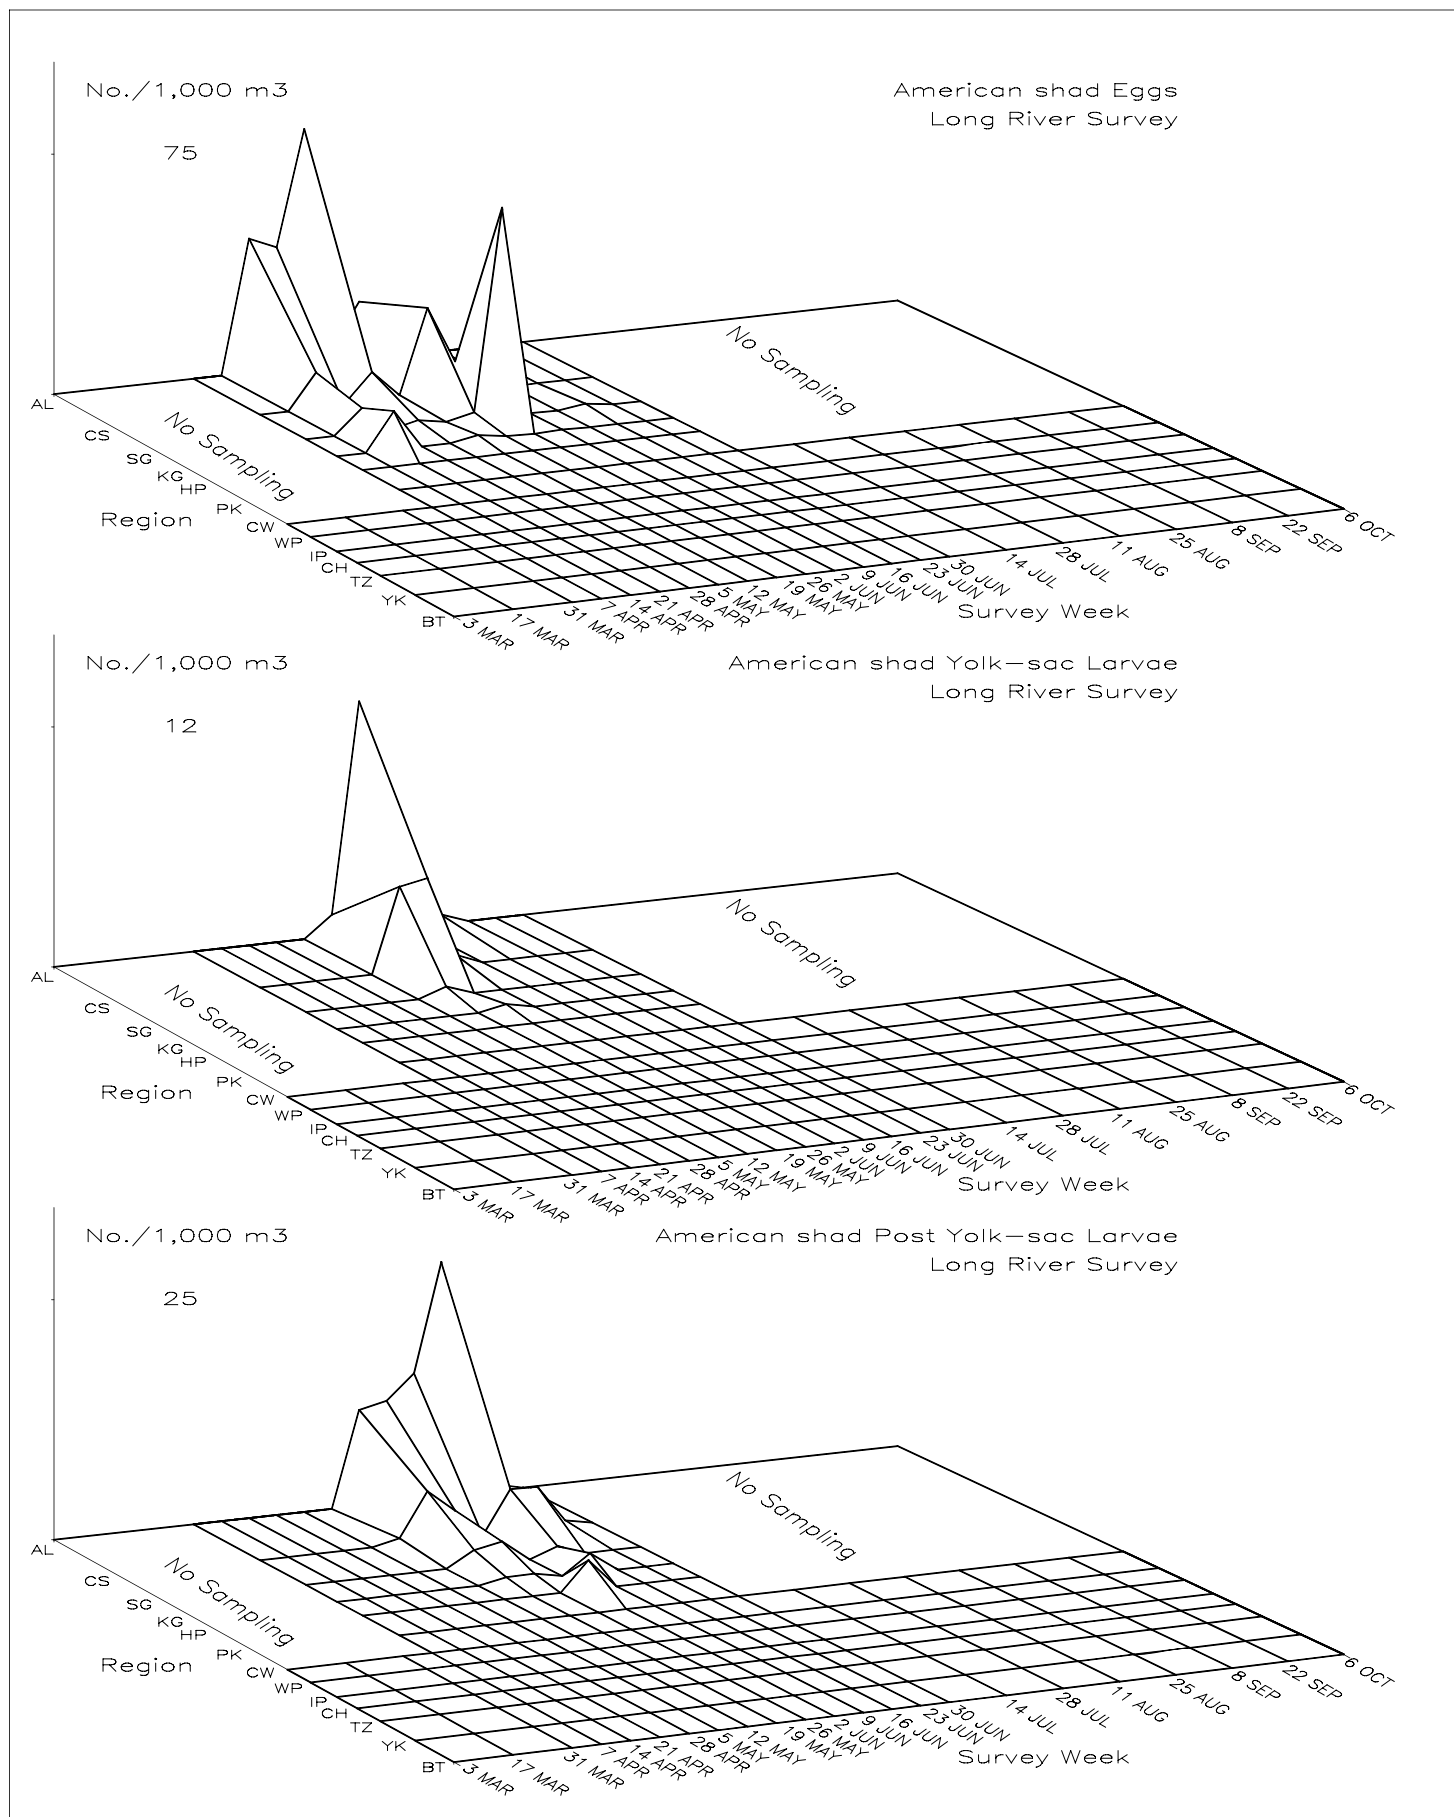 No./1,000 m3
American shad Eggs
Long River Survey
75
No Sampling
AL
CS
No Sampling
SG
KG
HP
PK
Region
CW
WP
IP
CH
TZ
YK
BT
3 MAR
17 MAR
31 MAR
7 APR
14 APR
21 APR
28 APR
5 MAY
12 MAY
19 MAY
26 MAY
2 JUN
9 JUN
16 JUN
23 JUN
30 JUN
14 JUL
28 JUL
11 AUG
25 AUG
8 SEP
22 SEP
6 OCT
Survey Week
No./1,000 m3
American shad Yolk-sac Larvae
Long River Survey
12
No Sampling
AL
CS
No Sampling
SG
KG
HP
PK
Region
CW
WP
IP
CH
TZ
YK
BT
3 MAR
17 MAR
31 MAR
7 APR
14 APR
21 APR
28 APR
5 MAY
12 MAY
19 MAY
26 MAY
2 JUN
9 JUN
16 JUN
23 JUN
30 JUN
14 JUL
28 JUL
11 AUG
25 AUG
8 SEP
22 SEP
6 OCT
Survey Week
No./1,000 m3
American shad Post Yolk-sac Larvae
Long River Survey
25
No Sampling
AL
CS
No Sampling
SG
KG
HP
PK
Region
CW
WP
IP
CH
TZ
YK
BT
3 MAR
17 MAR
31 MAR
7 APR
14 APR
21 APR
28 APR
5 MAY
12 MAY
19 MAY
26 MAY
2 JUN
9 JUN
16 JUN
23 JUN
30 JUN
14 JUL
28 JUL
11 AUG
25 AUG
8 SEP
22 SEP
6 OCT
Survey Week